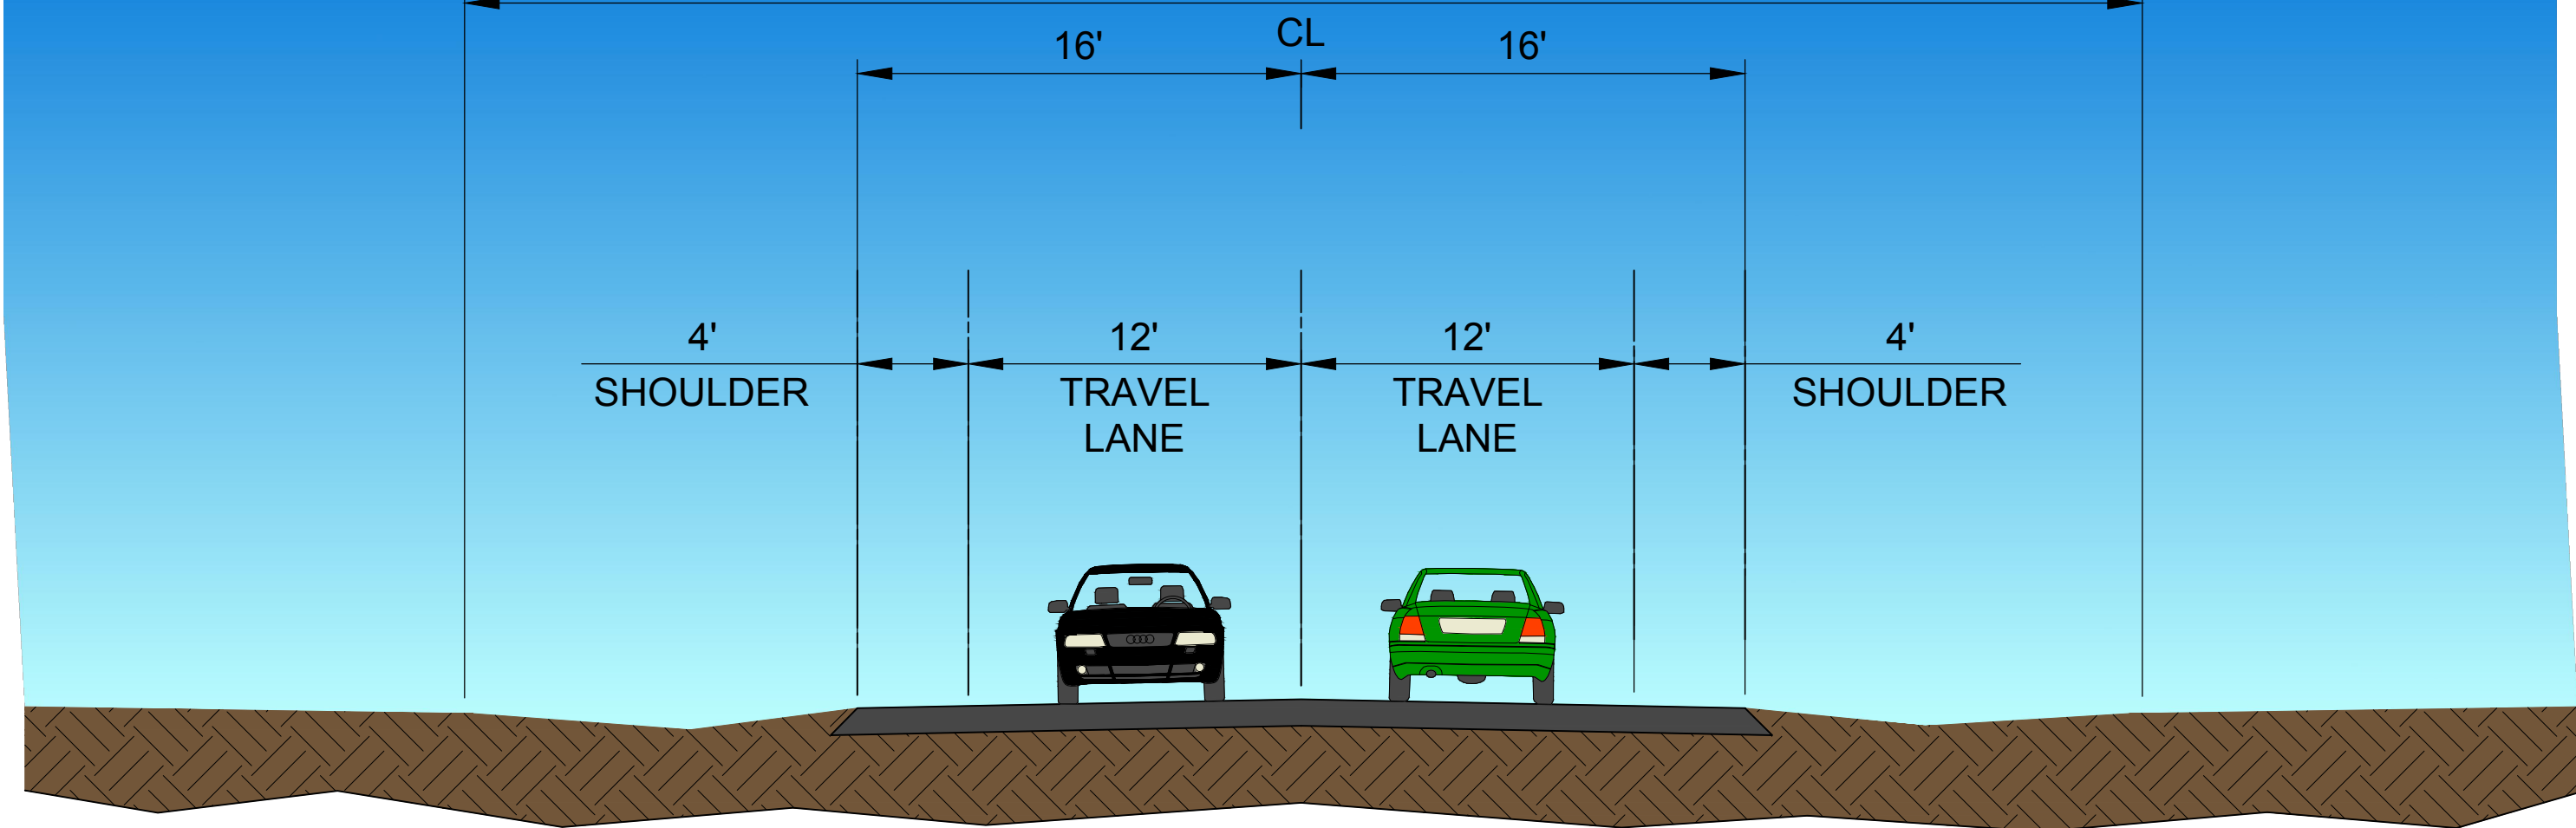 CL
16'
16'
4'
12'
12'
4'
SHOULDER
TRAVEL
LANE
TRAVEL
LANE
SHOULDER